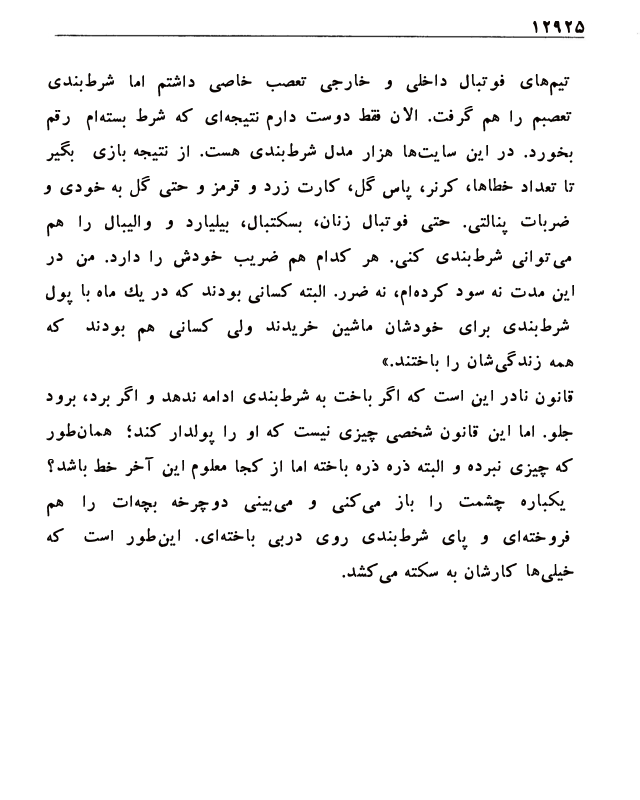 ۱۲۹۲۵
تیم‌های فوتبال داخلی و خارجی تعصب خاصی داشتم اما شرط‌بندی
تعصبم را هم گرفت. الان فقط دوست دارم نتیجه‌ای که شرط بسته‌ام رقم
بخورد. در این سایت‌ها هزار مدل شرط‌بندی هست. از نتیجه بازی بگیر
تا تعداد خطاها، کرنر، پاس گل، کارت زرد و قرمز و حتی گل به خودی و
ضربات پنالتی. حتی فوتبال زنان، بسکتبال، بیلیارد و والیبال را هم
می‌توانی شرط‌بندی کنی. هر کدام هم ضریب خودش را دارد. من در
این مدت نه سود کرده‌ام، نه ضرر. البته کسانی بودند که در یك ماه با پول
شرط‌بندی برای خودشان ماشین خریدند ولی کسانی هم بودند که
همه زندگی‌شان را باختند.»
قانون نادر این است که اگر باخت به شرط‌بندی ادامه ندهد و اگر برد، برود
جلو. اما این قانون شخصی چیزی نیست که او را پولدار کند؛ همان‌طور
که چیزی نبرده و البته ذره ذره باخته اما از کجا معلوم این آخر خط باشد؟
یکباره چشمت را باز می‌کنی و می‌بینی دوچرخه بچه‌ات را هم
فروخته‌ای و پای شرط‌بندی روی دربی باخته‌ای. این‌طور است که
خیلی‌ها کارشان به سکته می‌کشد.